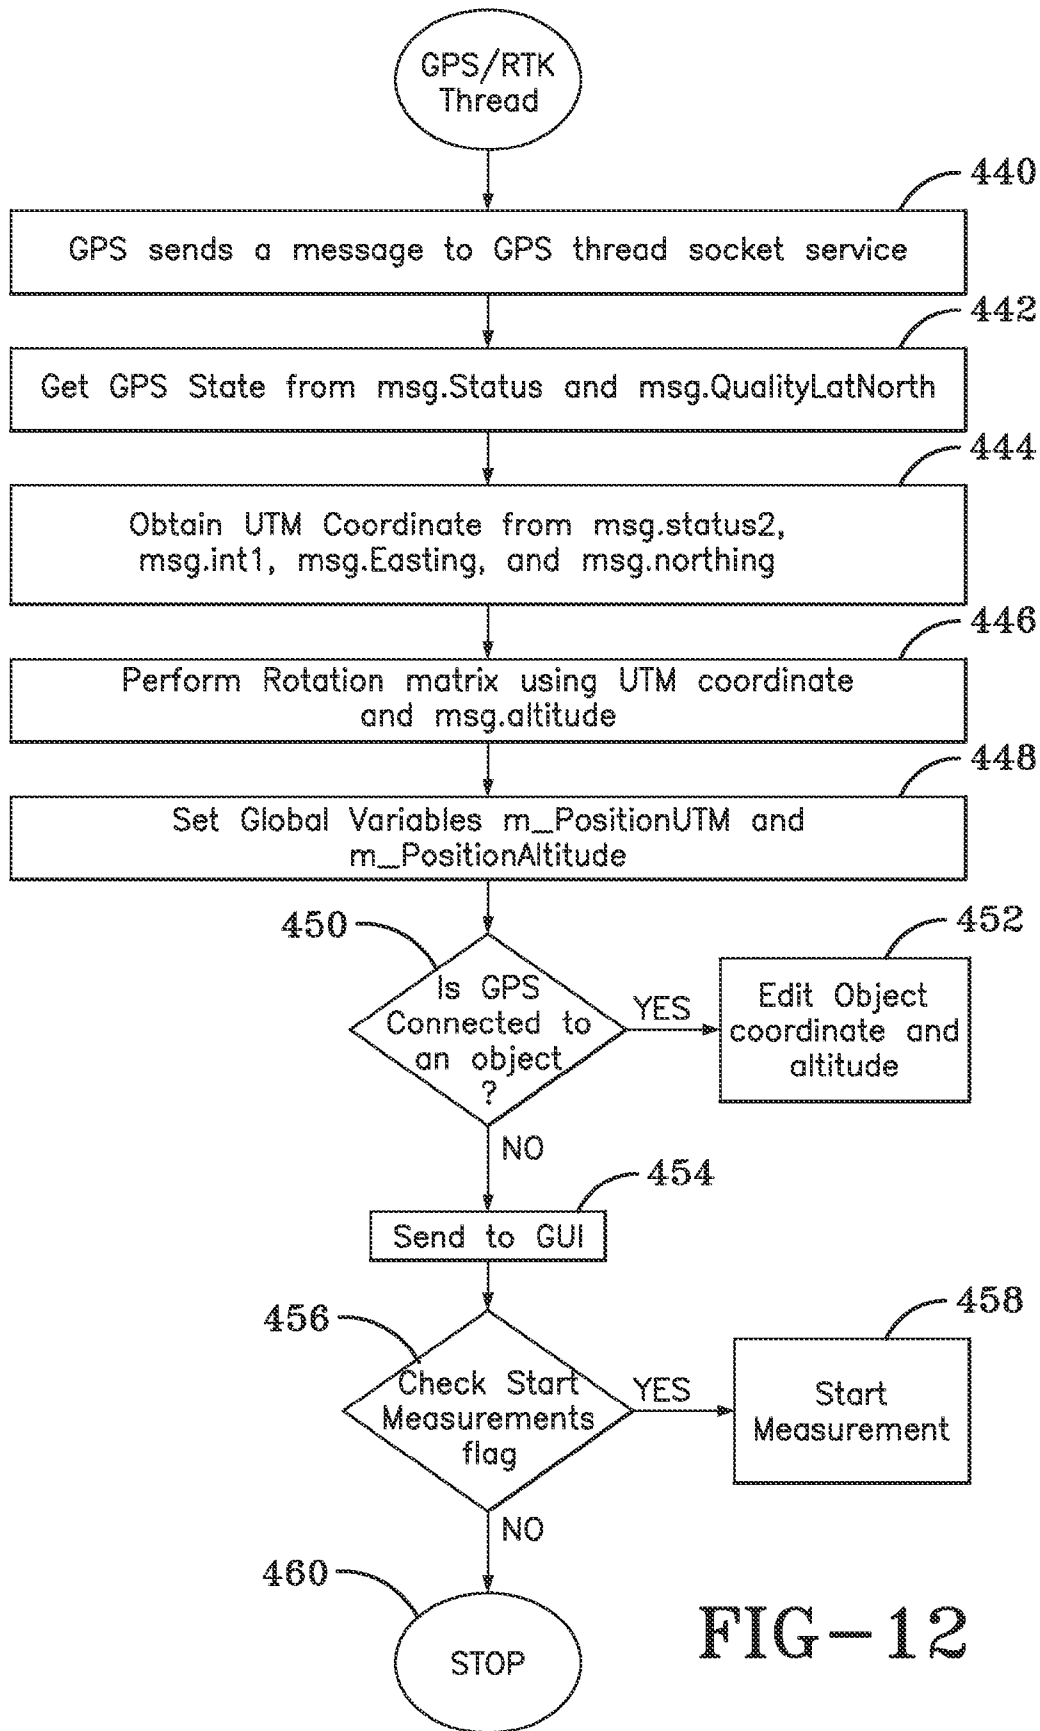 GPS/RTK
Thread
440
GPS sends a message to GPS thread socket service
442
Get GPS State from msg.Status and msg.QualityLatNorth
444
Obtain UTM Coordinate from msg.status2,
msg.int1, msg.Easting, and msg.northing
446
Perform Rotation matrix using UTM coordinate
and msg.altitude
448
Set Global Variables m_PositionUTM and
m_PositionAltitude
450
Is GPS
Connected to
an object
?
YES
452
Edit Object
coordinate and
altitude
NO
454
Send to GUI
456
Check Start
Measurements
flag
YES
458
Start
Measurement
NO
460
STOP
FIG-12